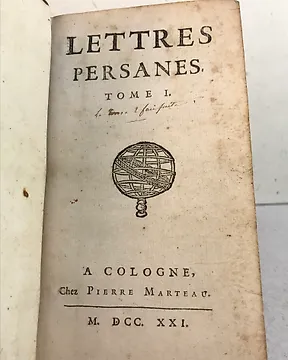 LETTRES
PERSANES.
TOME I.
A COLOGNE,
Chez PIERRE MARTEAU.
M. DCC. XXI.